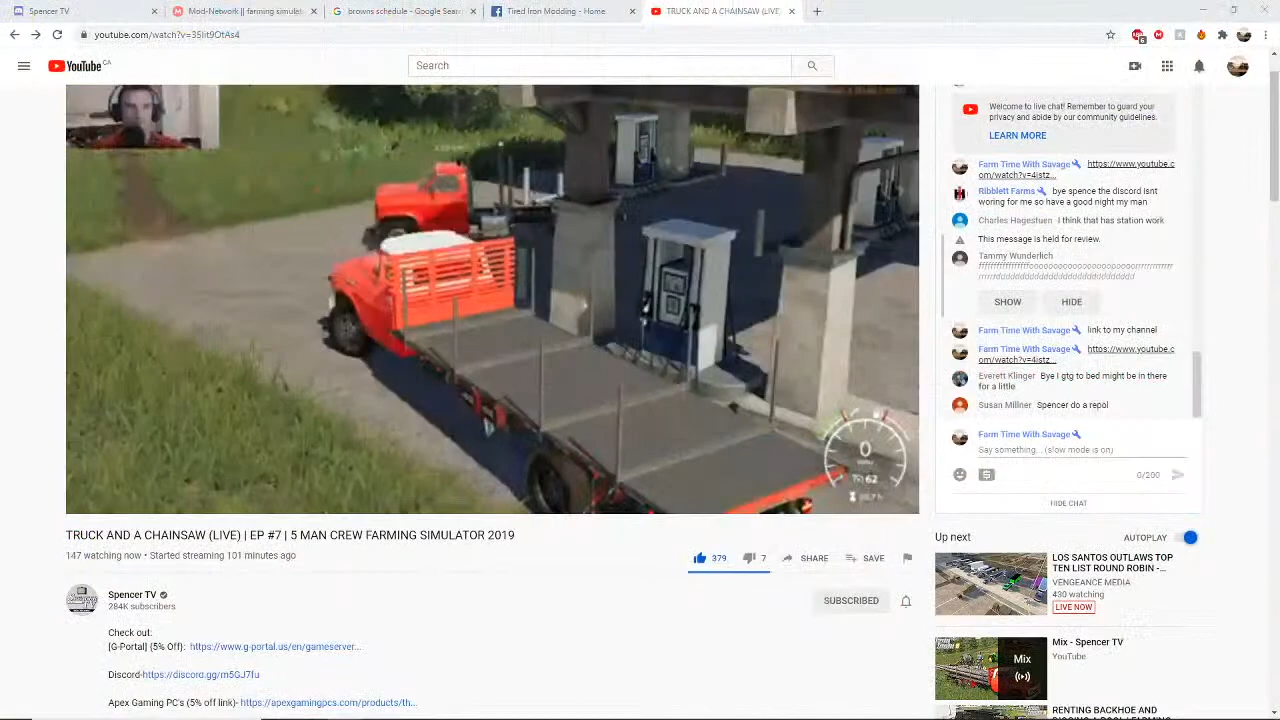 Spencer TV
Mod-Network || farming simula
browns schedule - Google Sear
Tired Iron Modding - Home
TRUCK AND A CHAINSAW (LIVE)
YouTube CA
Search
Welcome to live chat! Remember to guard your
privacy and abide by our community guidelines.
LEARN MORE
Farm Time With Savage https://www.youtube.c
om/watch?v=4istz...
Ribblett Farms bye spence the discord isnt
woring for me so have a good night my man
Charles Hagestuen I think that has station work
This message is held for review.
Tammy Wunderlich
SHOW
HIDE
Farm Time With Savage link to my channel
Farm Time With Savage https://www.youtube.c
om/watch?v=4istz...
Everett Klinger Bye I gtg to bed might be in there
for a little
Susan Millner Spencer do a repol
Farm Time With Savage
Say something... (slow mode is on)
0/200
HIDE CHAT
0
62
TRUCK AND A CHAINSAW (LIVE) | EP #7 | 5 MAN CREW FARMING SIMULATOR 2019
147 watching now • Started streaming 101 minutes ago
379
7
SHARE
SAVE
Spencer TV
284K subscribers
SUBSCRIBED
Check out:
[G-Portal] (5% Off): https://www.g-portal.us/en/gameserver...
Discord-https://discord.gg/m5GJ7fu
Apex Gaming PC's (5% off link)- https://apexgamingpcs.com/products/th...
Up next
AUTOPLAY
LOS SANTOS OUTLAWS TOP
TEN LIST ROUND ROBIN -...
VENGEANCE MEDIA
430 watching
LIVE NOW
Mix
Mix - Spencer TV
YouTube
RENTING BACKHOE AND